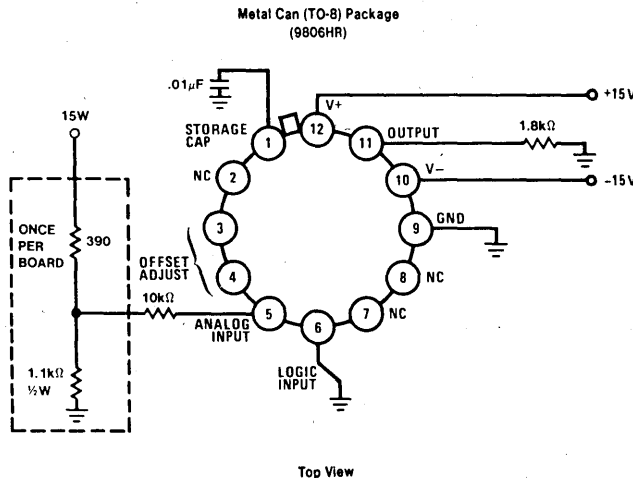 Metal Can (TO-8) Package
(9806HR)
.01µF
+15V
15W
STORAGE
CAP
V+
12
1
11
OUTPUT
1.8kΩ
NC
2
10
V−
−15V
ONCE
PER
BOARD
390
3
9
GND
OFFSET
ADJUST
4
8
NC
10kΩ
5
ANALOG
INPUT
6
7
NC
LOGIC
INPUT
1.1kΩ
½W
Top View